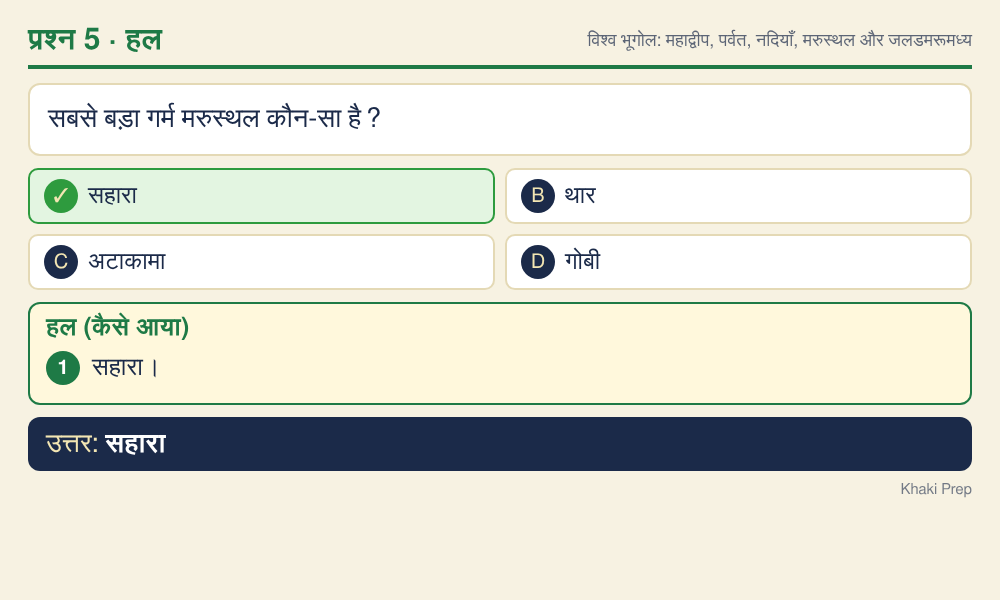 प्रश्न 5 · हल
विश्व भूगोल: महाद्वीप, पर्वत, नदियाँ, मरुस्थल और जलडमरूमध्य
सबसे बड़ा गर्म मरुस्थल कौन-सा है ?
✓ सहारा
B थार
C अटाकामा
D गोबी
हल (कैसे आया)
1 सहारा।
उत्तर: सहारा
Khaki Prep